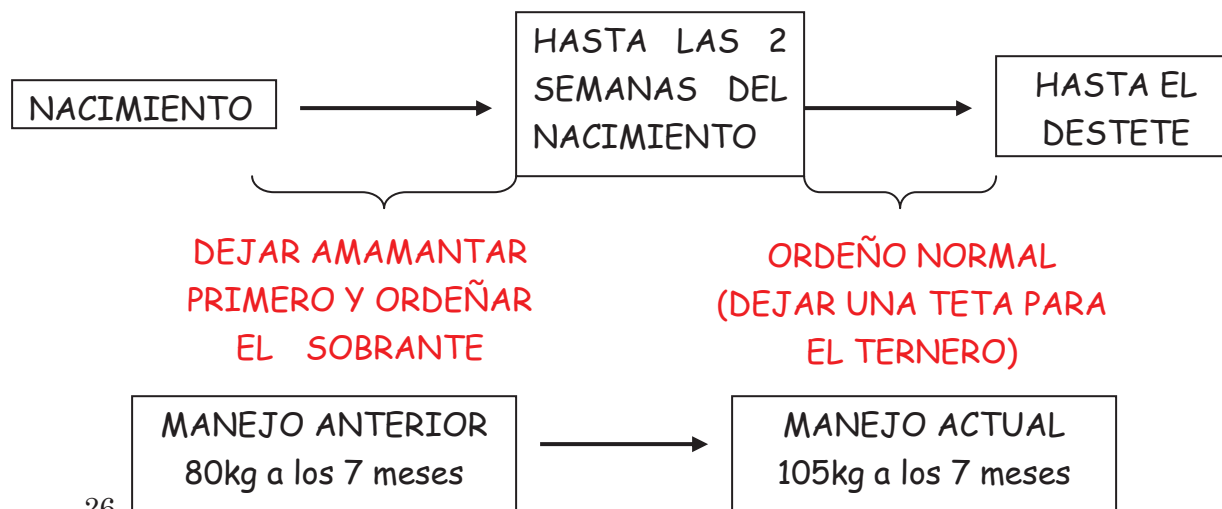 NACIMIENTO
HASTA LAS 2
SEMANAS DEL
NACIMIENTO
HASTA EL
DESTETE
DEJAR AMAMANTAR
PRIMERO Y ORDEÑAR
EL SOBRANTE
ORDEÑO NORMAL
(DEJAR UNA TETA PARA
EL TERNERO)
MANEJO ANTERIOR
80kg a los 7 meses
MANEJO ACTUAL
105kg a los 7 meses
26